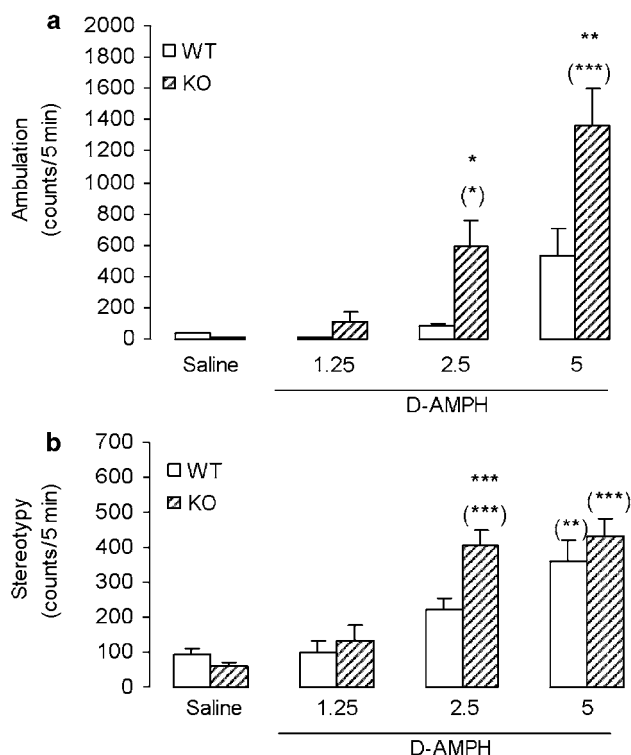 a
2000
1800
1600
1400
1200
1000
800
600
400
200
0
Ambulation
(counts/5 min)
WT
KO
*
(*)
**
(***)
Saline 1.25 2.5 5
D-AMPH
b
700
600
500
400
300
200
100
0
Stereotypy
(counts/5 min)
WT
KO
***
(***)
(**)
(***)
Saline 1.25 2.5 5
D-AMPH